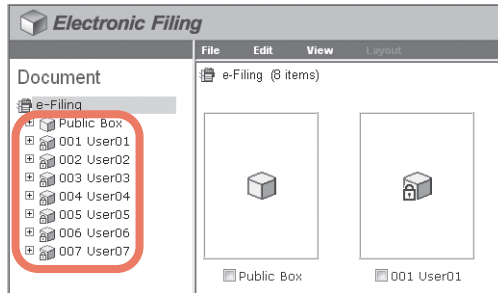 Electronic Filing
File Edit View Layout
Document
e-Filing
Public Box
001 User01
002 User02
003 User03
004 User04
005 User05
006 User06
007 User07
e-Filing (8 items)
Public Box
001 User01